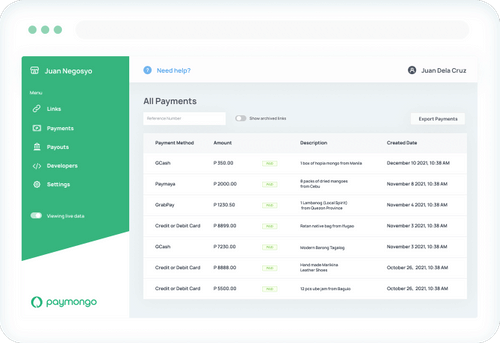 Juan Negosyo
Need help?
Juan Dela Cruz
Menu
Links
Payments
Payouts
Developers
Settings
Viewing live data
paymongo
All Payments
Reference Number
Show archived links
Export Payments
Payment Method Amount Description Created Date
GCash P 350.00 Paid 1 box of hopia mongo from Manila December 10 2021, 10:38 AM
Paymaya P 2000.00 Paid 8 packs of dried mangoes
from Cebu November 8 2021, 10:38 AM
GrabPay P 1230.50 Paid 1 Lambanog (Local Spirit)
from Quezon Province November 4 2021, 10:38 AM
Credit or Debit Card P 8899.00 Paid Ratan native bag from Ifugao November 3 2021, 10:38 AM
GCash P 7230.00 Paid Modern Barong Tagalog November 3 2021, 10:38 AM
Credit or Debit Card P 8888.00 Paid Hand made Marikina
Leather Shoes October 26, 2021, 10:38 AM
Credit or Debit Card P 5500.00 Paid 12 pcs ube jam from Baguio October 26, 2021, 10:38 AM